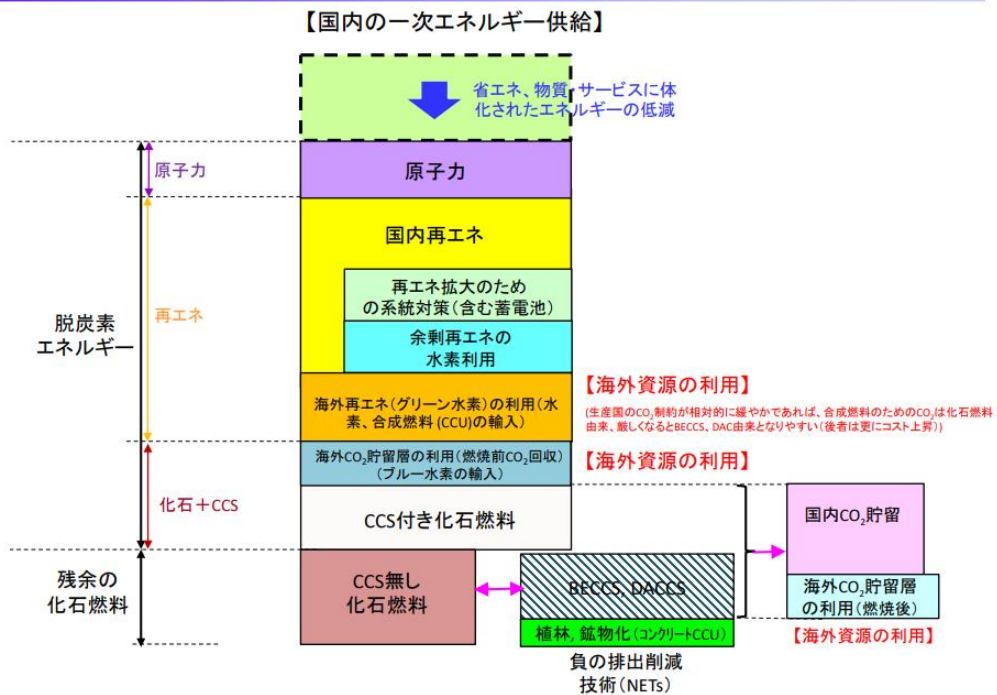 【国内の一次エネルギー供給】
省エネ、物質・サービスに体
化されたエネルギーの低減
原子力
原子力
国内再エネ
再エネ拡大のため
の系統対策(含む蓄電池)
余剰再エネの
水素利用
再エネ
脱炭素
エネルギー
海外再エネ(グリーン水素)の利用(水
素、合成燃料(CCU)の輸入)
【海外資源の利用】
(生産国のCO₂制約が相対的に緩やかであれば、合成燃料のためのCO₂は化石燃料
由来、厳しくなるとBECCS、DAC由来となりやすい(後者は更にコスト上昇))
海外CO₂貯留層の利用(燃焼前CO₂回収)
(ブルー水素の輸入)
【海外資源の利用】
化石+CCS
CCS付き化石燃料
国内CO₂貯留
残余の
化石燃料
CCS無し
化石燃料
BECCS, DACCS
海外CO₂貯留層
の利用(燃焼後)
植林, 鉱物化(コンクリートCCU)
【海外資源の利用】
負の排出削減
技術(NETs)